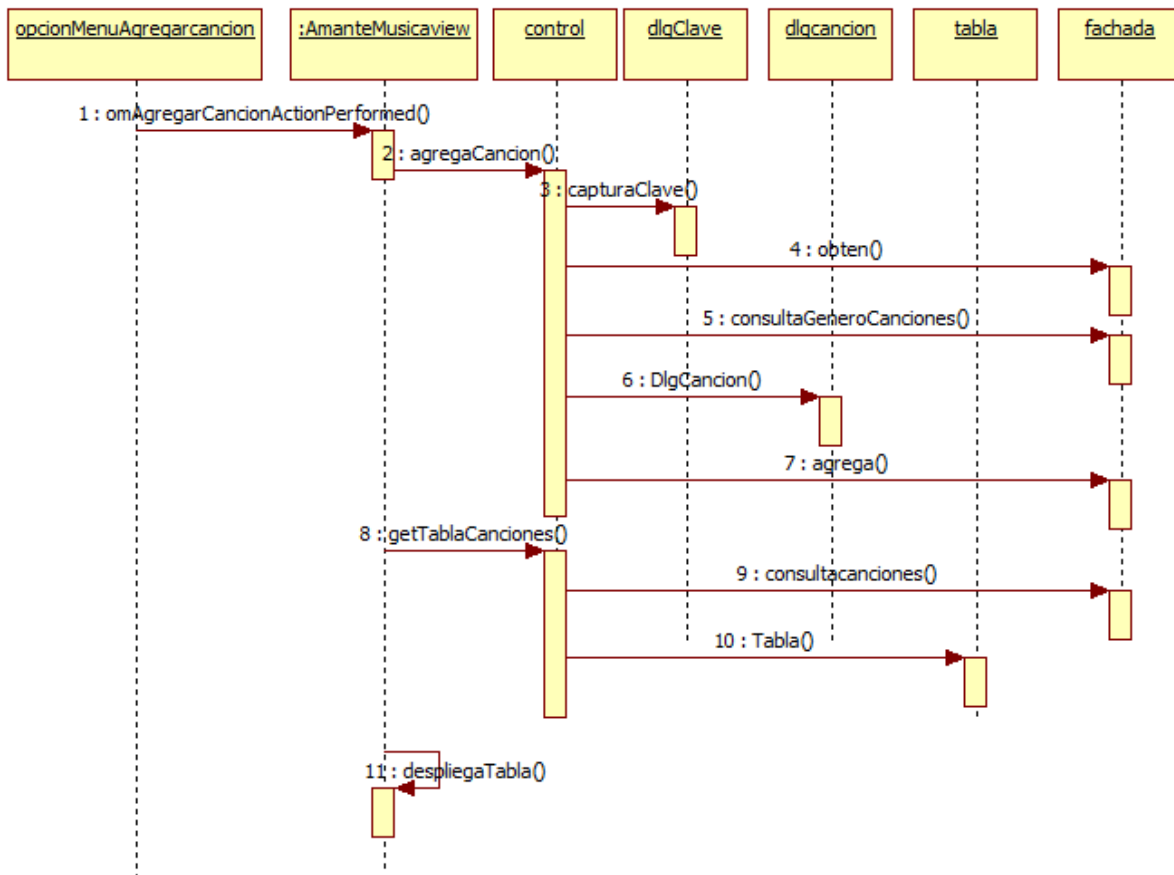 opcionMenuAgregarcancion
:AmanteMusicaview
control
dlgClave
dlgcancion
tabla
fachada
1 : omAgregarCancionActionPerformed()
2 : agregaCancion()
3 : capturaClave()
4 : obten()
5 : consultaGeneroCanciones()
6 : DlgCancion()
7 : agrega()
8 : getTablaCanciones()
9 : consultacanciones()
10 : Tabla()
11 : despliegaTabla()